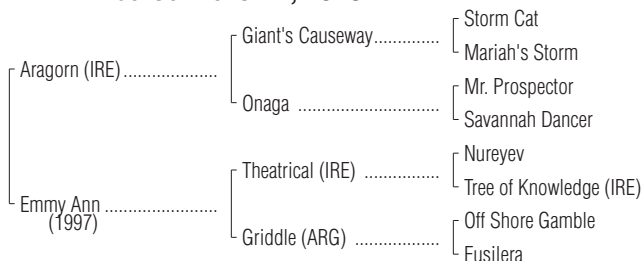 Storm Cat
Giant's Causeway
Mariah's Storm
Aragorn (IRE)
Mr. Prospector
Onaga
Savannah Dancer
Nureyev
Theatrical (IRE)
Tree of Knowledge (IRE)
Emmy Ann
(1997)
Off Shore Gamble
Griddle (ARG)
Fusilera